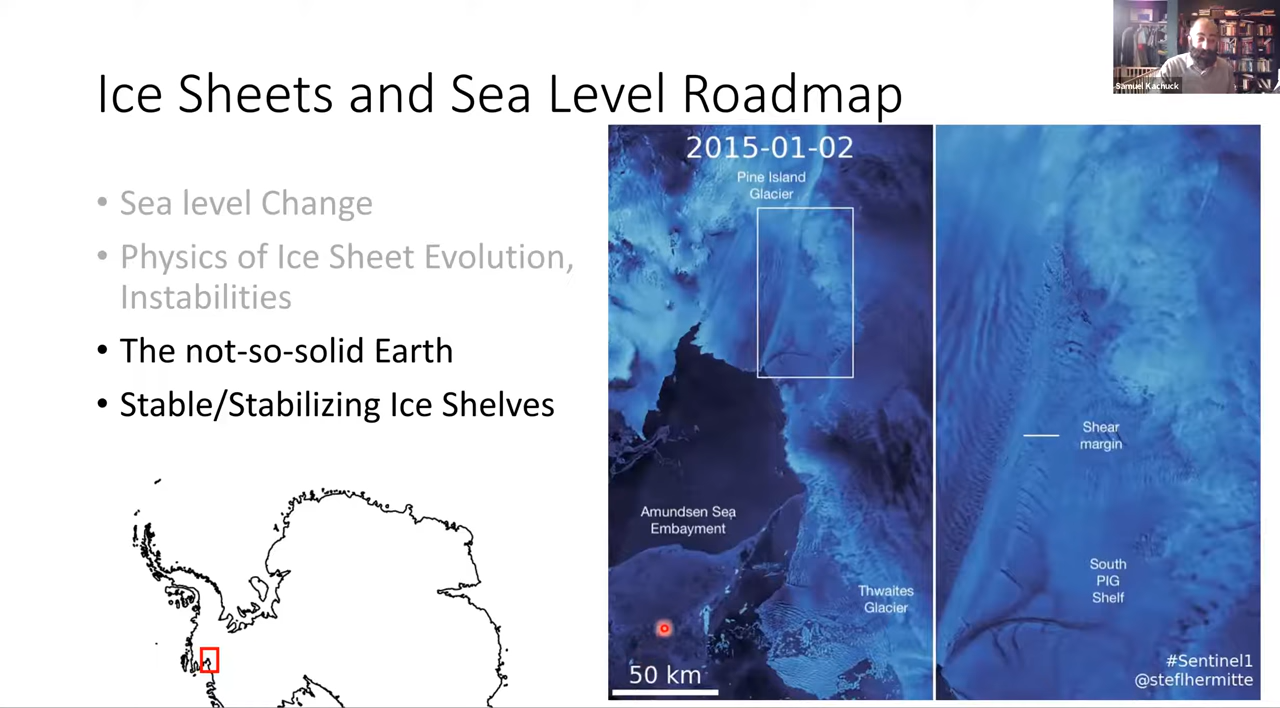 Samuel Kachuck
Ice Sheets and Sea Level Roadmap
• Sea level Change
• Physics of Ice Sheet Evolution,
Instabilities
• The not-so-solid Earth
• Stable/Stabilizing Ice Shelves
2015-01-02
Pine Island
Glacier
Amundsen Sea
Embayment
Thwaites
Glacier
50 km
Shear
margin
South
PIG
Shelf
#Sentinel1
@steflhermitte